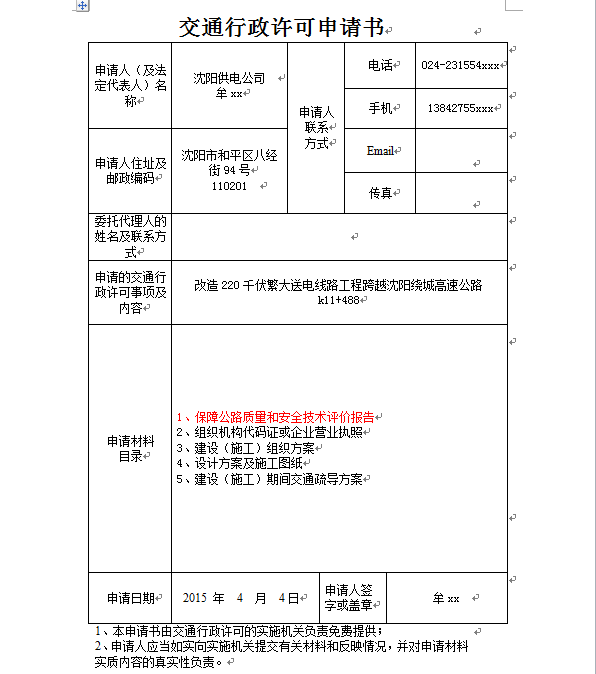 交通行政许可申请书
申请人（及法
定代表人）名
称
沈阳供电公司
牟 xx
申请人
联系
方式
电话
024-231554xxx
手机
13842755xxx
申请人住址及
邮政编码
沈阳市和平区八经
街 94 号
110201
Email
传真
委托代理人的
姓名及联系方
式
申请的交通行
政许可事项及
内容
改造 220 千伏繁大送电线路工程跨越沈阳绕城高速公路
k11+488
申请材料
目录
1、保障公路质量和安全技术评价报告
2、组织机构代码证或企业营业执照
3、建设（施工）组织方案
4、设计方案及施工图纸
5、建设（施工）期间交通疏导方案
申请日期
2015 年 4 月 4日
申请人签
字或盖章
牟 xx
1、本申请书由交通行政许可的实施机关负责免费提供；
2、申请人应当如实向实施机关提交有关材料和反映情况，并对申请材料
实质内容的真实性负责。